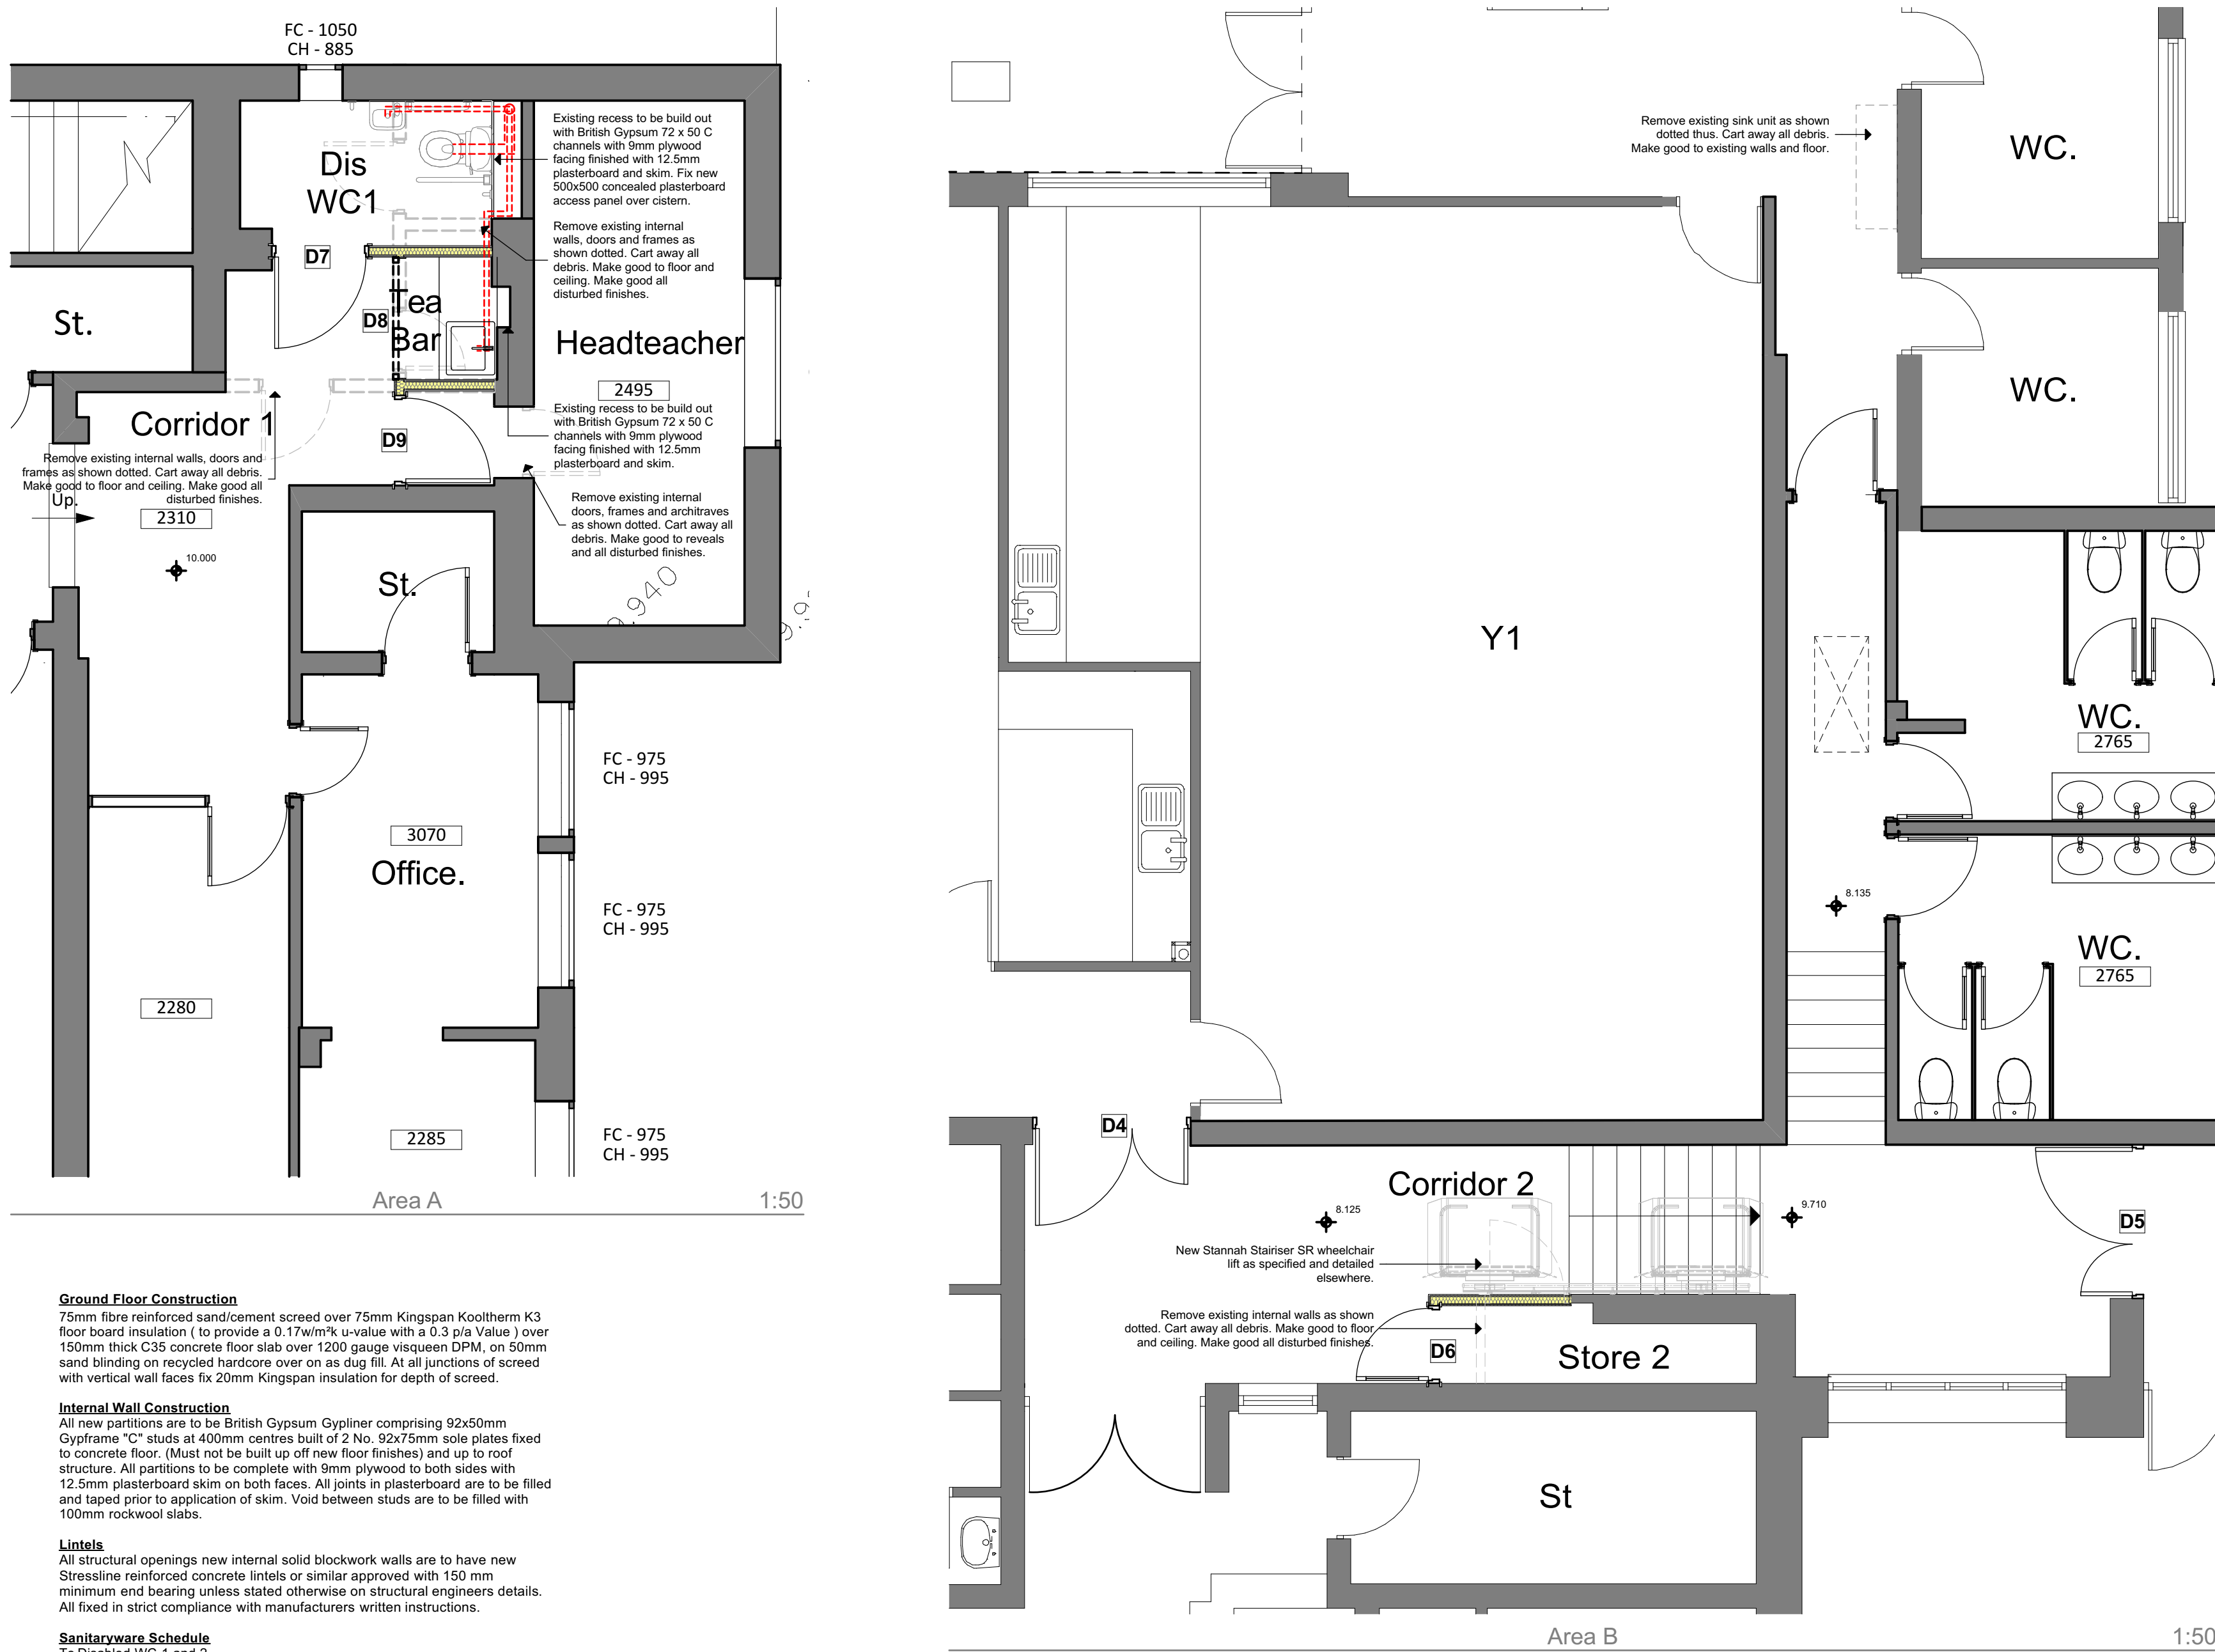 FC - 1050
CH - 885
Dis
WC1
Existing recess to be build out
with British Gypsum 72 x 50 C
channels with 9mm plywood
facing finished with 12.5mm
plasterboard and skim. Fix new
500x500 concealed plasterboard
access panel over cistern.
Remove existing internal
walls, doors and frames as
shown dotted. Cart away all
debris. Make good to floor and
ceiling. Make good all
disturbed finishes.
D7
St.
D8
Tea
Bar
Headteacher
2495
Existing recess to be build out
with British Gypsum 72 x 50 C
channels with 9mm plywood
facing finished with 12.5mm
plasterboard and skim.
Corridor 1
D9
Remove existing internal walls, doors and
frames as shown dotted. Cart away all debris.
Make good to floor and ceiling. Make good all
disturbed finishes.
Up.
2310
10.000
Remove existing internal
doors, frames and architraves
as shown dotted. Cart away all
debris. Make good to reveals
and all disturbed finishes.
St.
FC - 975
CH - 995
3070
Office.
FC - 975
CH - 995
2280
2285
FC - 975
CH - 995
Area A
1:50
Ground Floor Construction
75mm fibre reinforced sand/cement screed over 75mm Kingspan Kooltherm K3
floor board insulation ( to provide a 0.17w/m²k u-value with a 0.3 p/a Value ) over
150mm thick C35 concrete floor slab over 1200 gauge visqueen DPM, on 50mm
sand blinding on recycled hardcore over on as dug fill. At all junctions of screed
with vertical wall faces fix 20mm Kingspan insulation for depth of screed.
Internal Wall Construction
All new partitions are to be British Gypsum Gypliner comprising 92x50mm
Gypframe "C" studs at 400mm centres built of 2 No. 92x75mm sole plates fixed
to concrete floor. (Must not be built up off new floor finishes) and up to roof
structure. All partitions to be complete with 9mm plywood to both sides with
12.5mm plasterboard skim on both faces. All joints in plasterboard are to be filled
and taped prior to application of skim. Void between studs are to be filled with
100mm rockwool slabs.
Lintels
All structural openings new internal solid blockwork walls are to have new
Stressline reinforced concrete lintels or similar approved with 150 mm
minimum end bearing unless stated otherwise on structural engineers details.
All fixed in strict compliance with manufacturers written instructions.
Sanitaryware Schedule
Remove existing sink unit as shown
dotted thus. Cart away all debris.
Make good to existing walls and floor.
WC.
WC.
Y1
WC.
2765
8.135
WC.
2765
D4
Corridor 2
8.125
9.710
D5
New Stannah Stairiser SR wheelchair
lift as specified and detailed
elsewhere.
Remove existing internal walls as shown
dotted. Cart away all debris. Make good to floor
and ceiling. Make good all disturbed finishes.
D6
Store 2
St
Area B
1:50